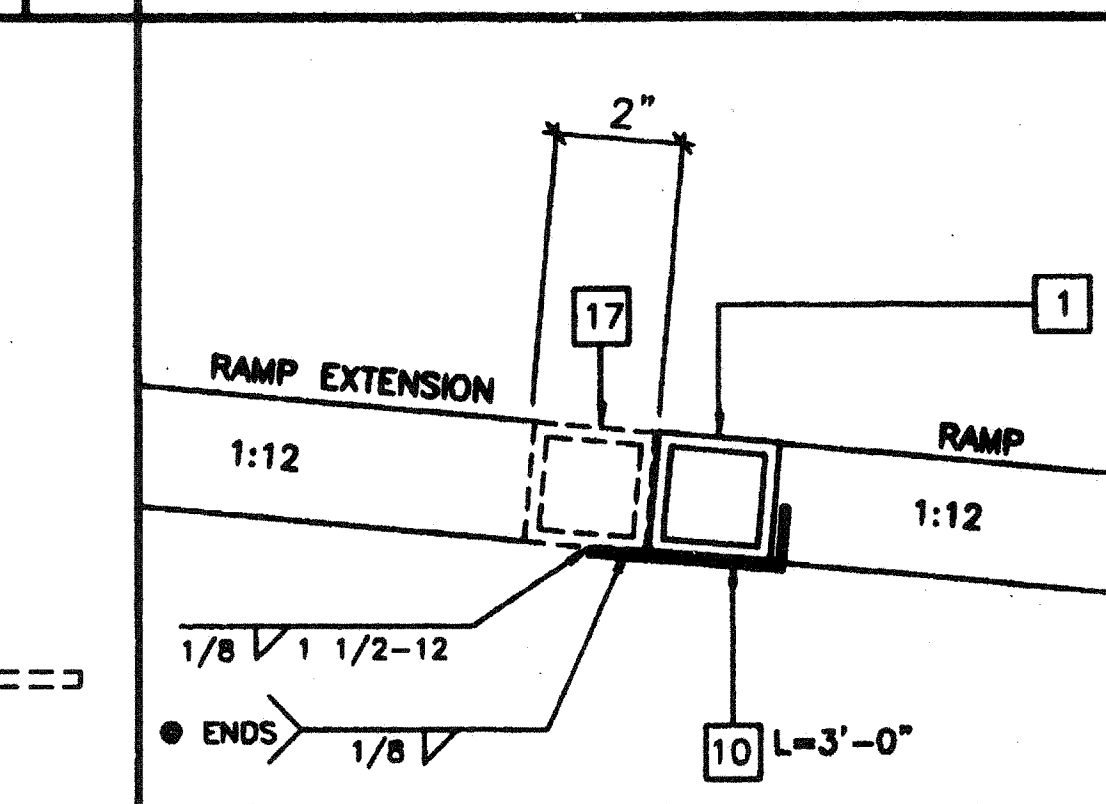 2"
17
1
RAMP EXTENSION
RAMP
1:12
1:12
1/8 1 1/2-12
ENDS
1/8
10 L=3'-0"